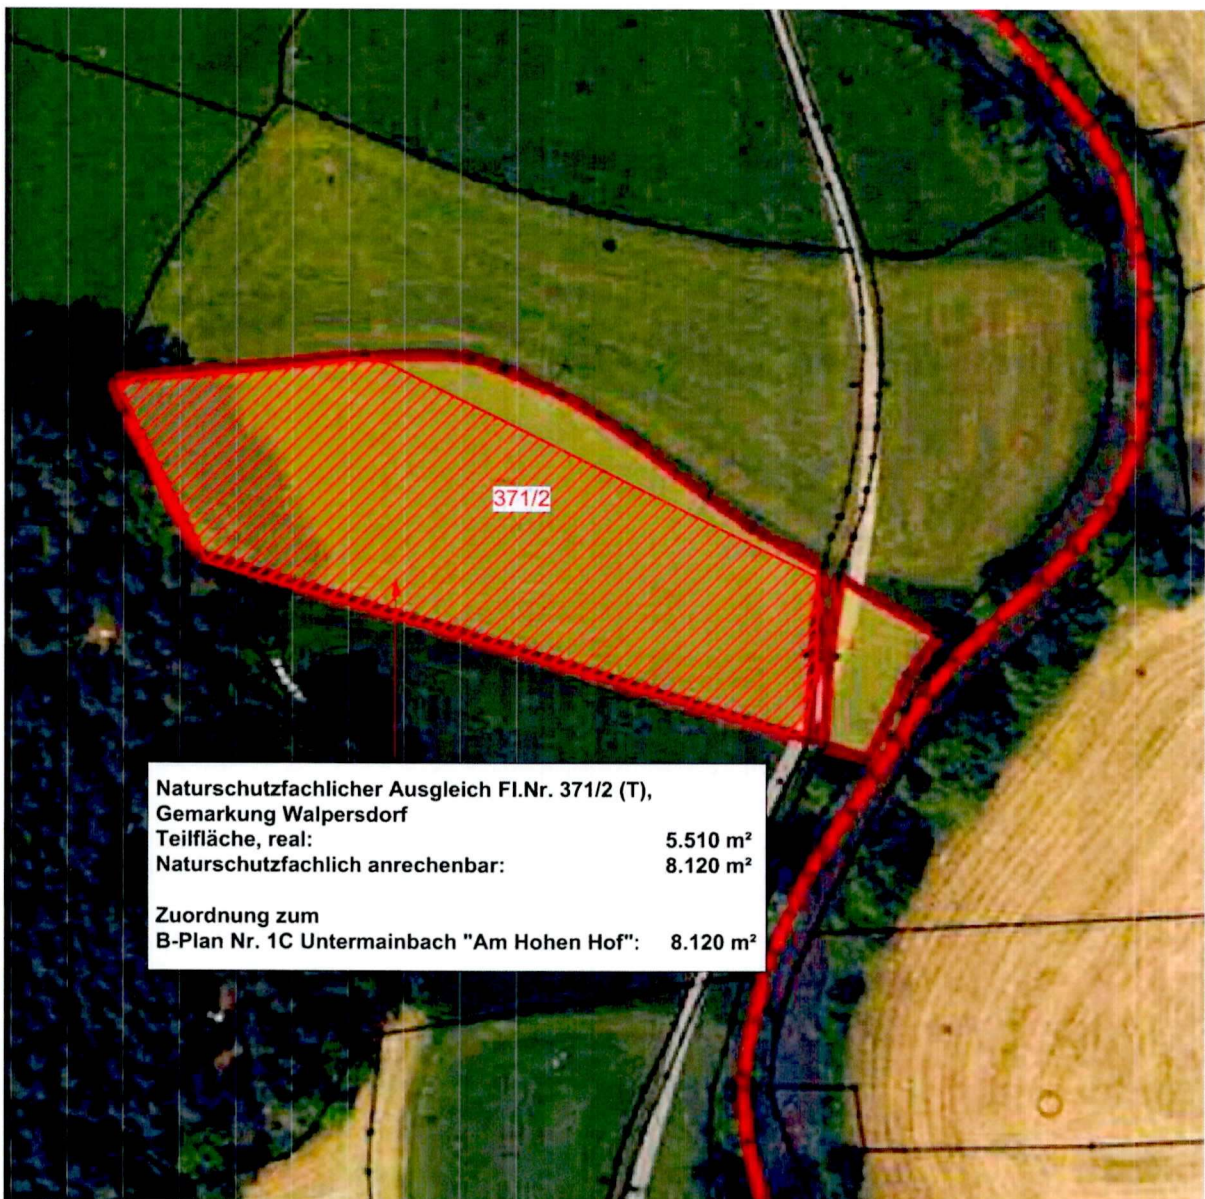 371/2
Naturschutzfachlicher Ausgleich Fl.Nr. 371/2 (T),
Gemarkung Walpersdorf
Teilfläche, real: 5.510 m²
Naturschutzfachlich anrechenbar: 8.120 m²
Zuordnung zum
B-Plan Nr. 1C Untermainbach "Am Hohen Hof": 8.120 m²